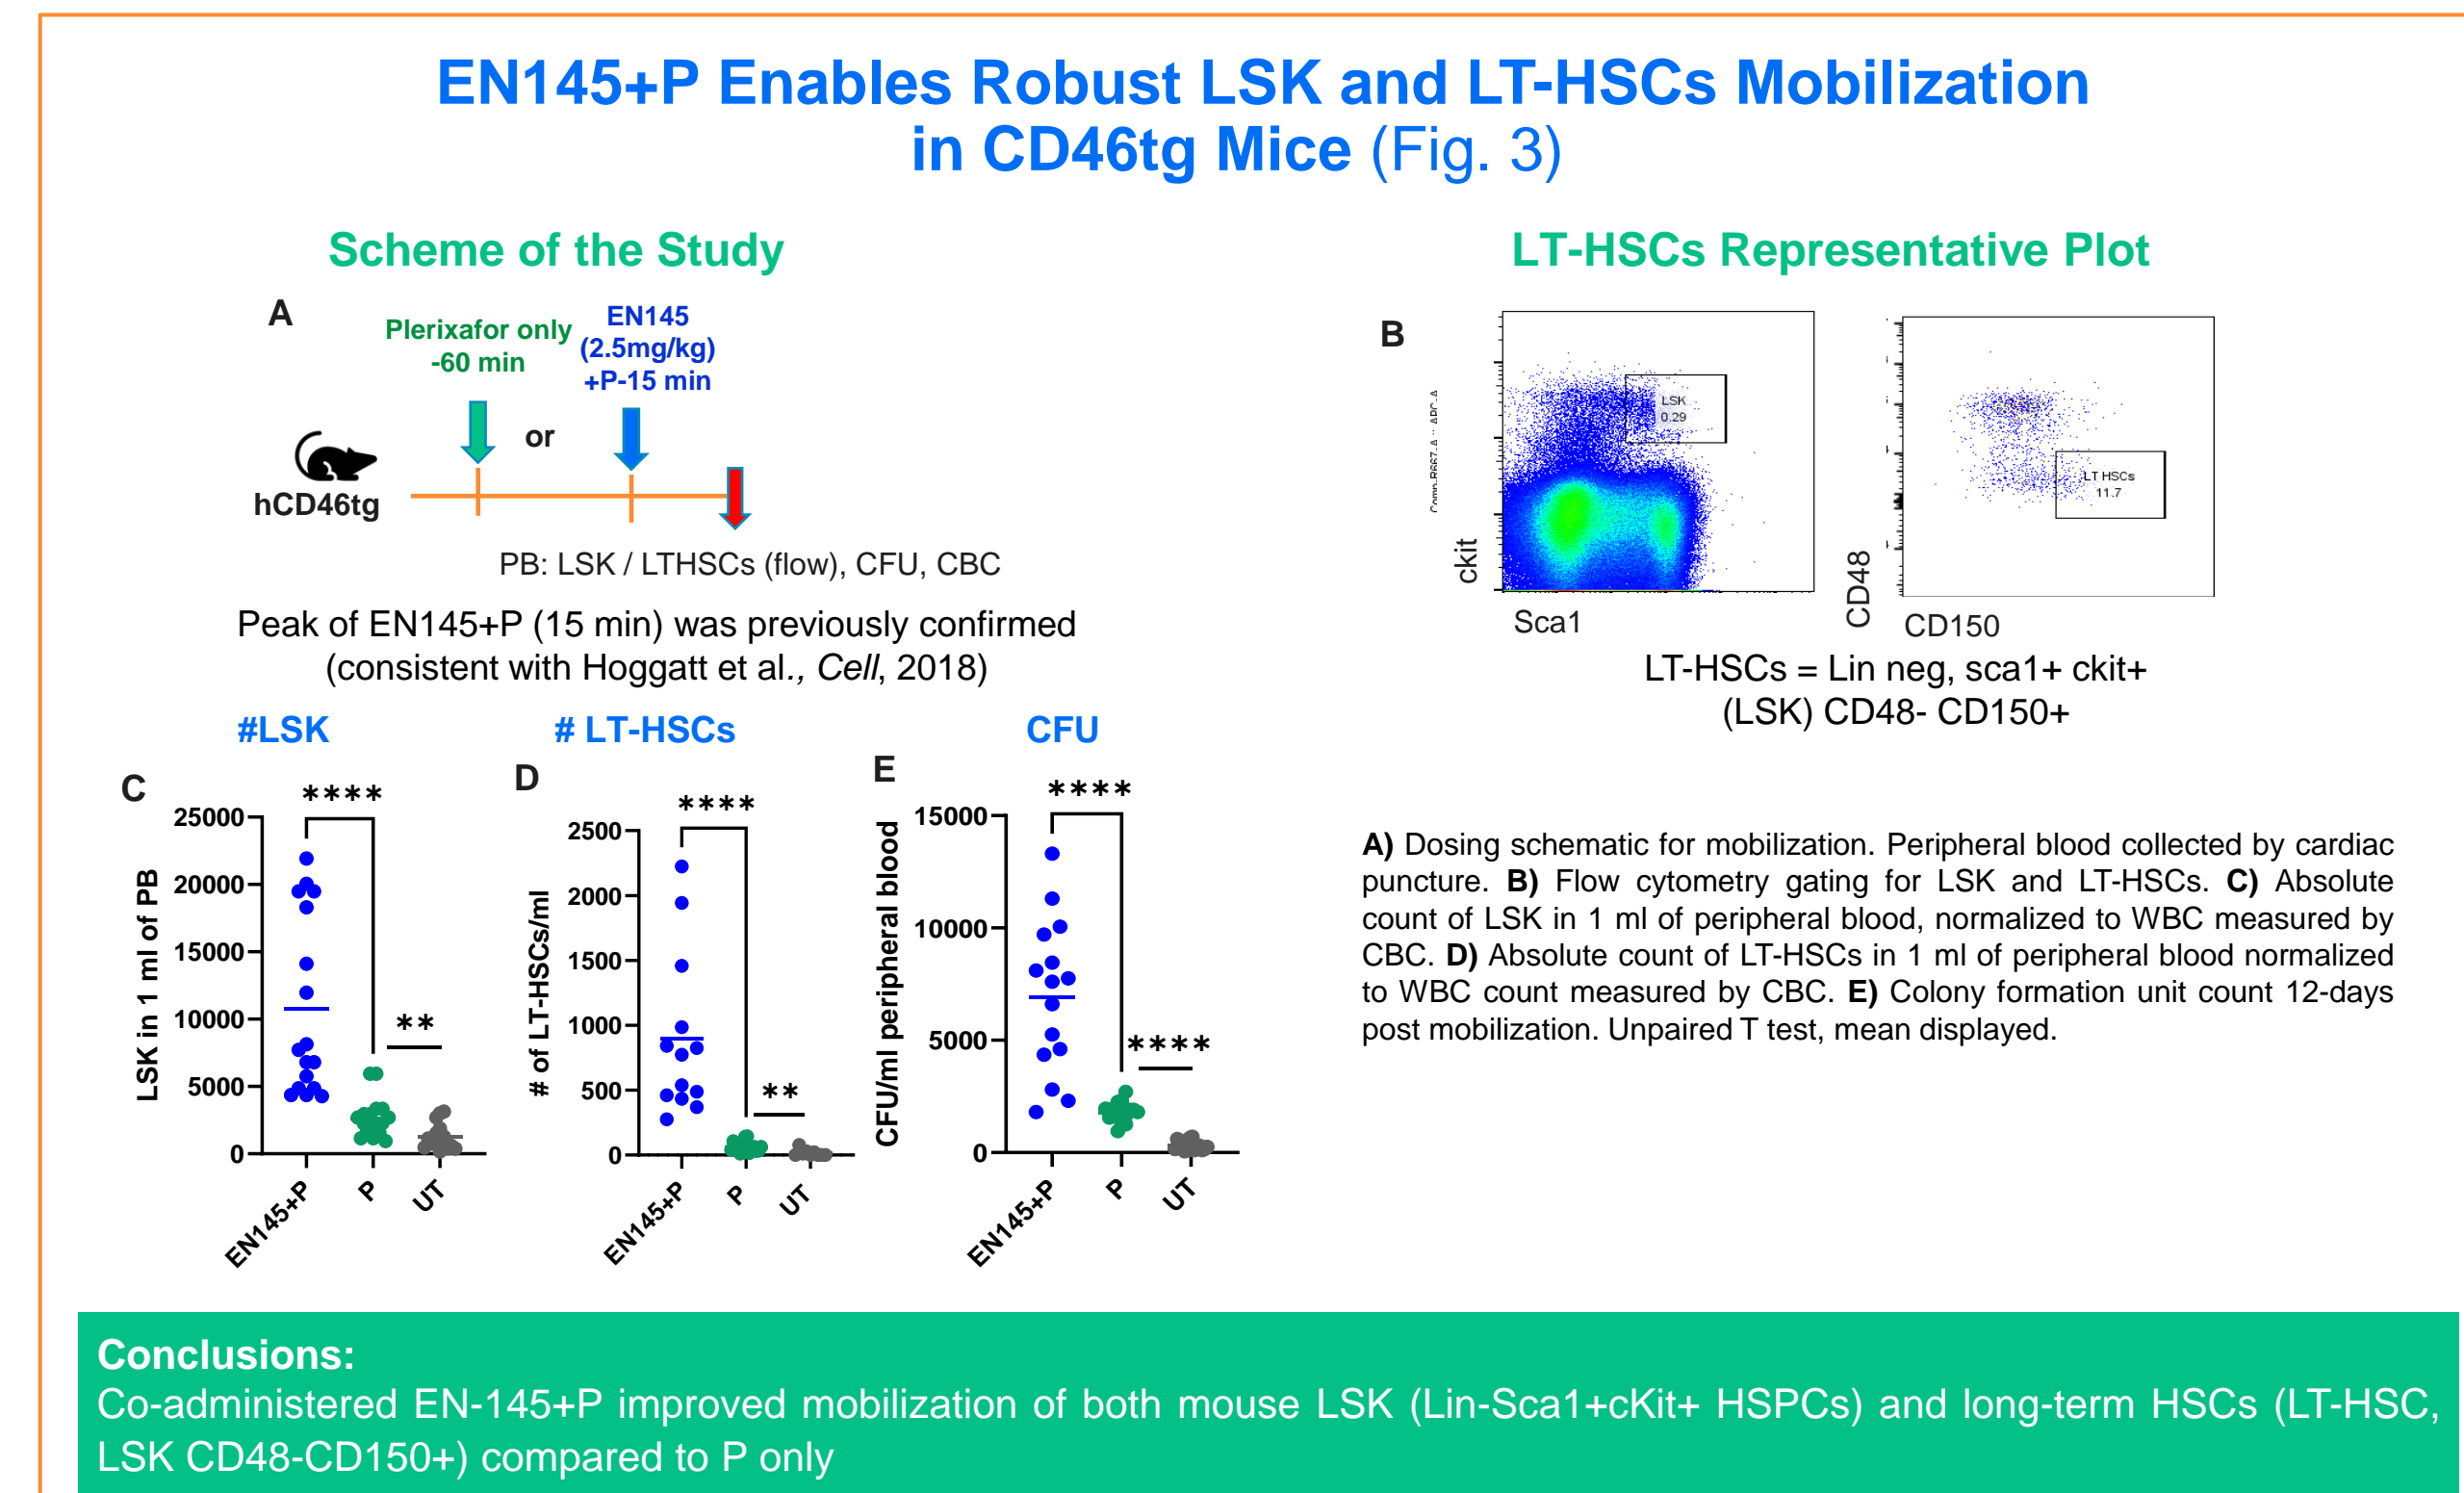 EN145+P Enables Robust LSK and LT-HSCs Mobilization
in CD46tg Mice (Fig. 3)
Scheme of the Study
A
Plerixafor only
-60 min
EN145
(2.5mg/kg)
+P-15 min
or
hCD46tg
PB: LSK / LTHSCs (flow), CFU, CBC
Peak of EN145+P (15 min) was previously confirmed
(consistent with Hoggatt et al., Cell, 2018)
LT-HSCs Representative Plot
B
LSK
0.29
ckit
Sca1
LT HSCs
11.7
CD48
CD150
LT-HSCs = Lin neg, sca1+ ckit+
(LSK) CD48- CD150+
#LSK
C
****
**
25000
20000
15000
10000
5000
0
LSK in 1 ml of PB
EN145+P
P
UT
# LT-HSCs
D
****
**
2500
2000
1500
1000
500
0
# of LT-HSCs/ml
EN145+P
P
UT
CFU
E
****
****
15000
10000
5000
0
CFU/ml peripheral blood
EN145+P
P
UT
A) Dosing schematic for mobilization. Peripheral blood collected by cardiac
puncture. B) Flow cytometry gating for LSK and LT-HSCs. C) Absolute
count of LSK in 1 ml of peripheral blood, normalized to WBC measured by
CBC. D) Absolute count of LT-HSCs in 1 ml of peripheral blood normalized
to WBC count measured by CBC. E) Colony formation unit count 12-days
post mobilization. Unpaired T test, mean displayed.
Conclusions:
Co-administered EN-145+P improved mobilization of both mouse LSK (Lin-Sca1+cKit+ HSPCs) and long-term HSCs (LT-HSC,
LSK CD48-CD150+) compared to P only